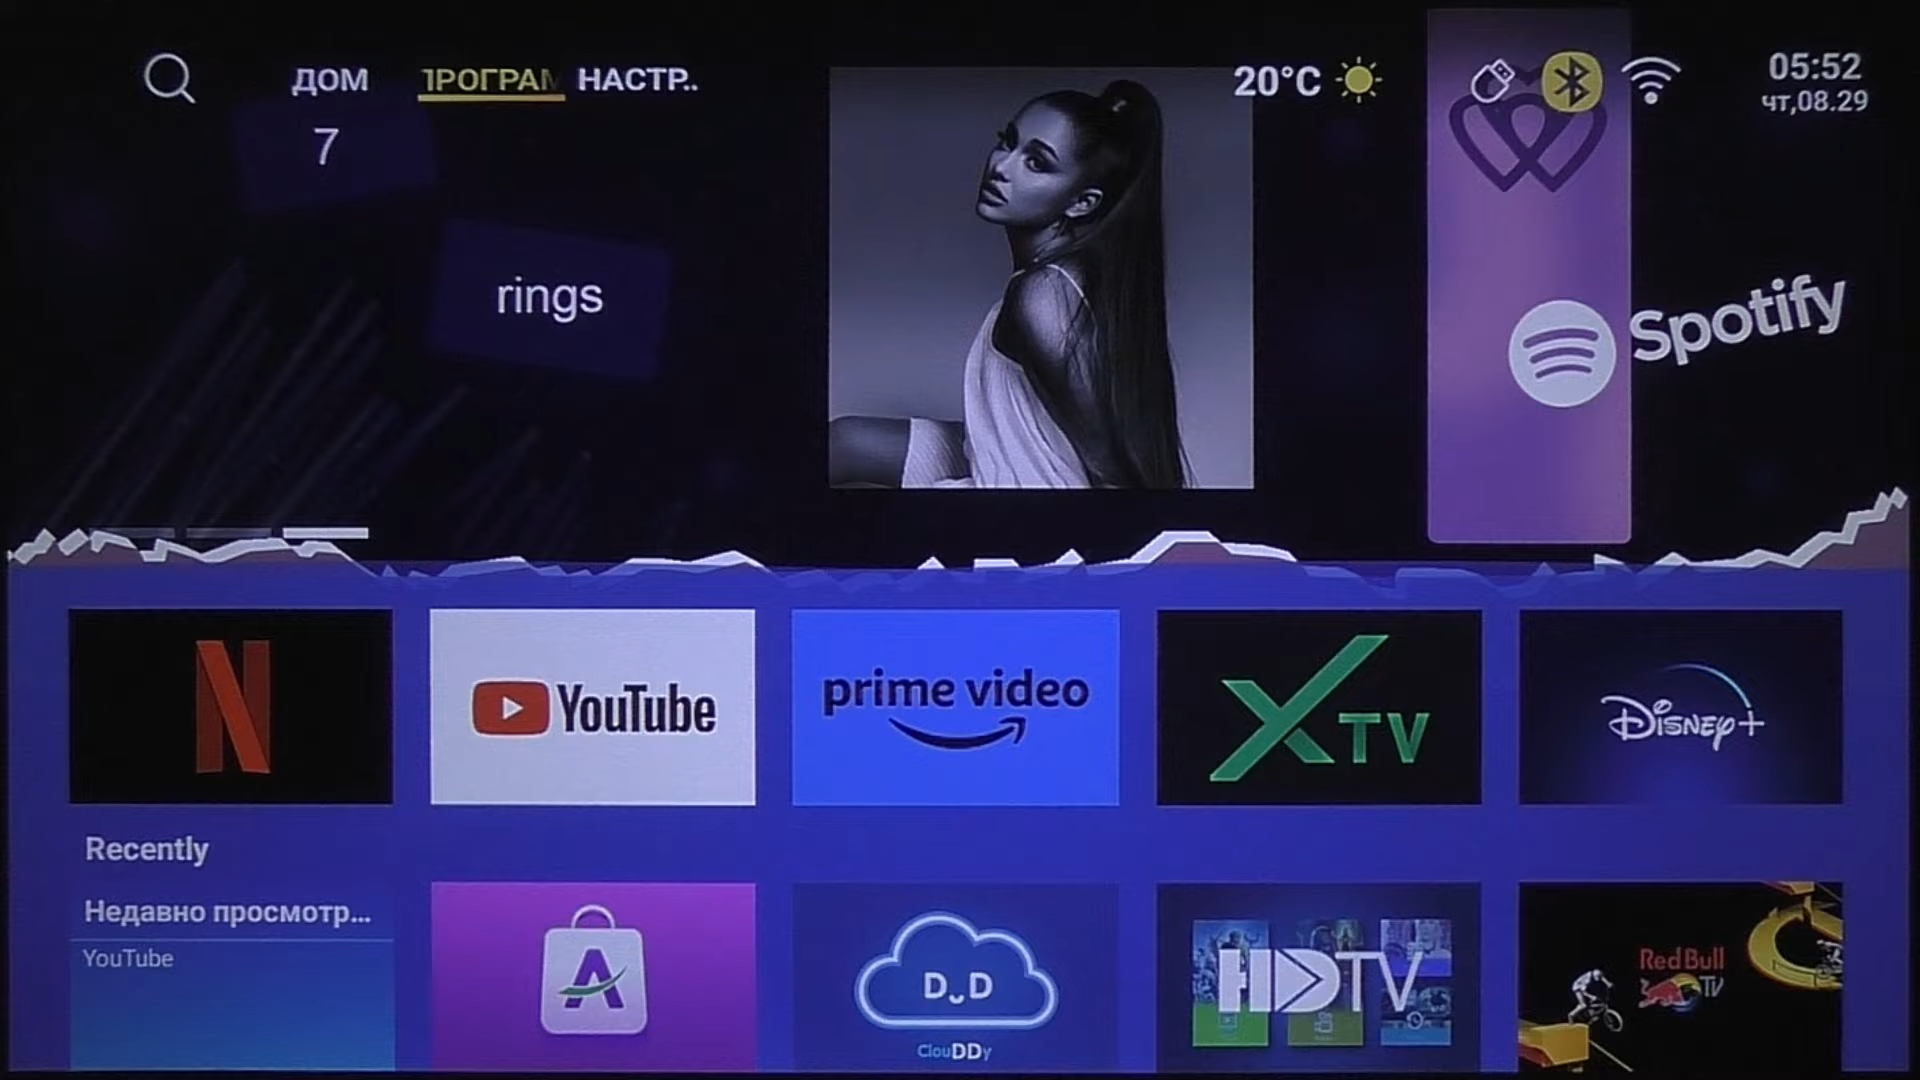 ДОМ
ПРОГРАМ
НАСТР..
20°C
05:52
чт,08.29
7
rings
Spotify
N
YouTube
prime video
XTV
Disney+
Recently
Недавно просмотр...
YouTube
A
D D
ClouDDy
HDTV
Red Bull
TV